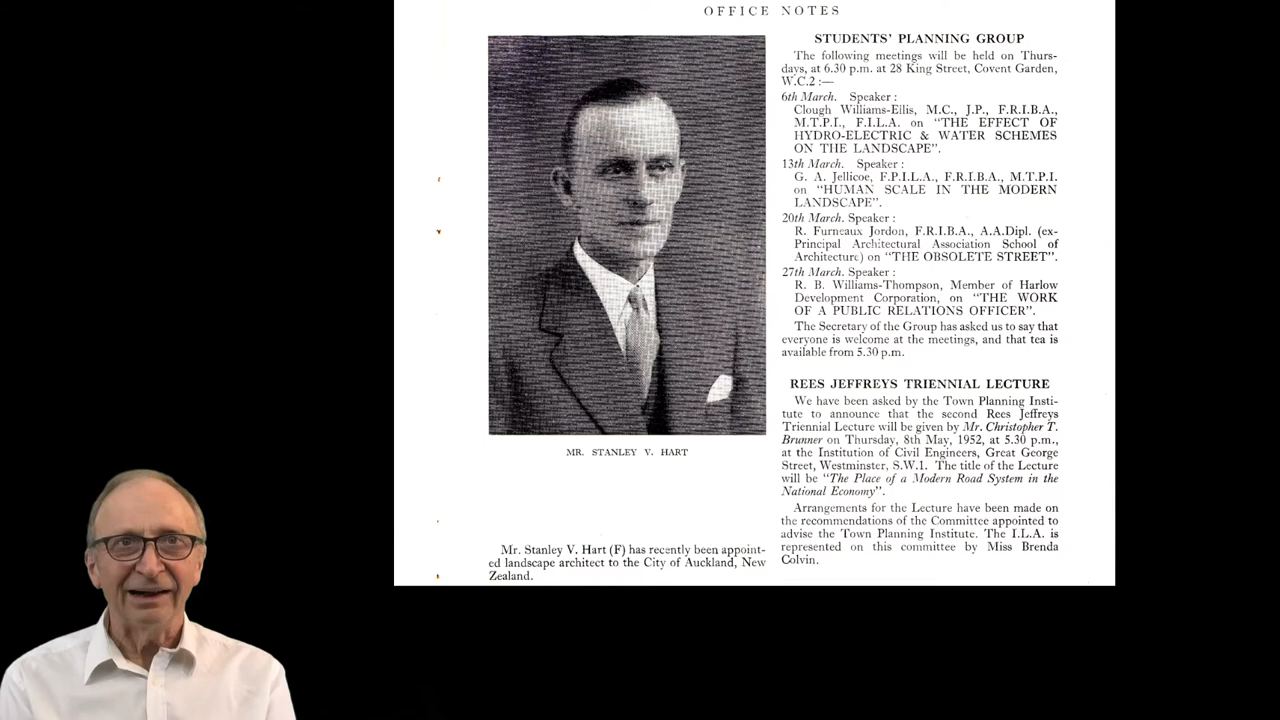 OFFICE NOTES
MR. STANLEY V. HART
Mr. Stanley V. Hart (F) has recently been appoint-
ed landscape architect to the City of Auckland, New
Zealand.
STUDENTS' PLANNING GROUP
The following meetings will be held on Thurs-
days, at 6.30 p.m. at 28 King Street, Covent Garden,
W.C.2 :—
6th March. Speaker :
Clough Williams-Ellis, M.C., J.P., F.R.I.B.A.,
M.T.P.I., F.I.L.A. on "THE EFFECT OF
HYDRO-ELECTRIC & WATER SCHEMES
ON THE LANDSCAPE".
13th March. Speaker :
G. A. Jellicoe, F.P.I.L.A., F.R.I.B.A., M.T.P.I.
on "HUMAN SCALE IN THE MODERN
LANDSCAPE".
20th March. Speaker :
R. Furneaux Jordon, F.R.I.B.A., A.A.Dipl. (ex-
Principal Architectural Association School of
Architecture) on "THE OBSOLETE STREET".
27th March. Speaker :
R. B. Williams-Thompson, Member of Harlow
Development Corporation, on "THE WORK
OF A PUBLIC RELATIONS OFFICER".
The Secretary of the Group has asked us to say that
everyone is welcome at the meetings, and that tea is
available from 5.30 p.m.
REES JEFFREYS TRIENNIAL LECTURE
We have been asked by the Town Planning Insti-
tute to announce that the second Rees Jeffreys
Triennial Lecture will be given by Mr. Christopher T.
Brunner on Thursday, 8th May, 1952, at 5.30 p.m.,
at the Institution of Civil Engineers, Great George
Street, Westminster, S.W.1. The title of the Lecture
will be "The Place of a Modern Road System in the
National Economy".
Arrangements for the Lecture have been made on
the recommendations of the Committee appointed to
advise the Town Planning Institute. The I.L.A. is
represented on this committee by Miss Brenda
Colvin.